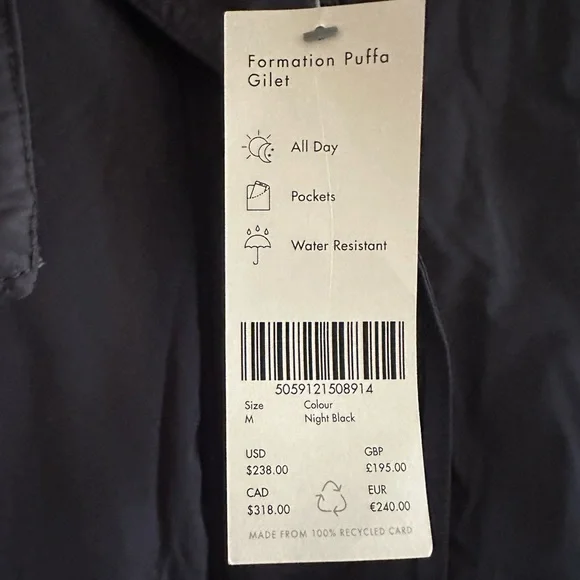 Formation Puffa
Gilet
All Day
Pockets
Water Resistant
5059121508914
Size Colour
M Night Black
USD GBP
$238.00 £195.00
CAD EUR
$318.00 €240.00
MADE FROM 100% RECYCLED CARD